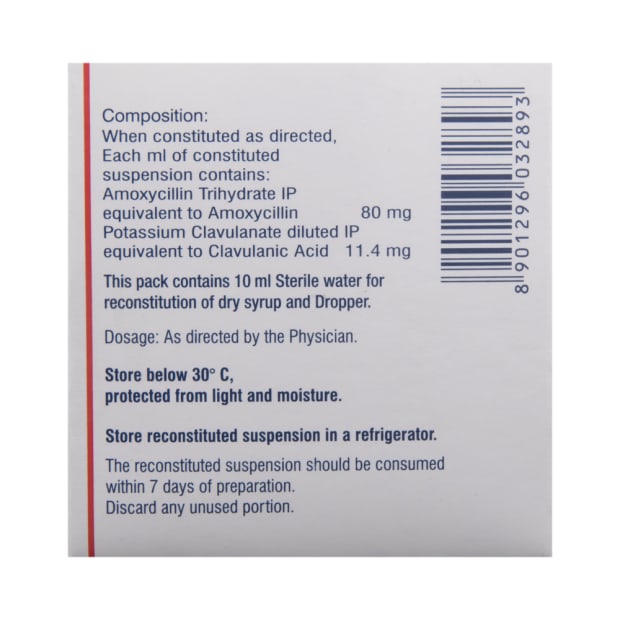 Composition:
When constituted as directed,
Each ml of constituted
suspension contains:
Amoxycillin Trihydrate IP
equivalent to Amoxycillin 80 mg
Potassium Clavulanate diluted IP
equivalent to Clavulanic Acid 11.4 mg
This pack contains 10 ml Sterile water for
reconstitution of dry syrup and Dropper.
Dosage: As directed by the Physician.
Store below 30° C,
protected from light and moisture.
Store reconstituted suspension in a refrigerator.
The reconstituted suspension should be consumed
within 7 days of preparation.
Discard any unused portion.
8 901296 032893